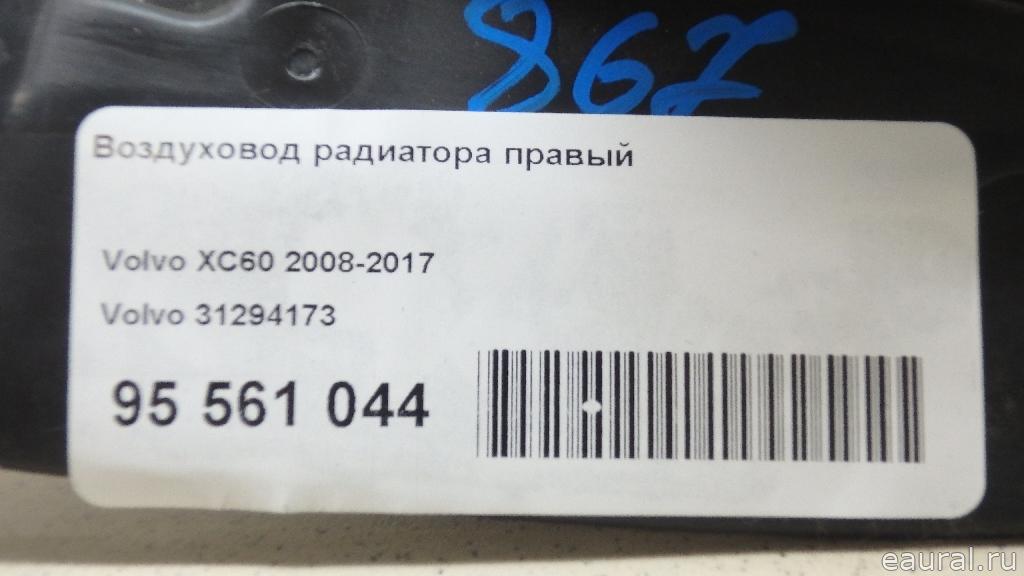 867
Воздуховод радиатора правый
Volvo XC60 2008-2017
Volvo 31294173
95 561 044
eaural.ru